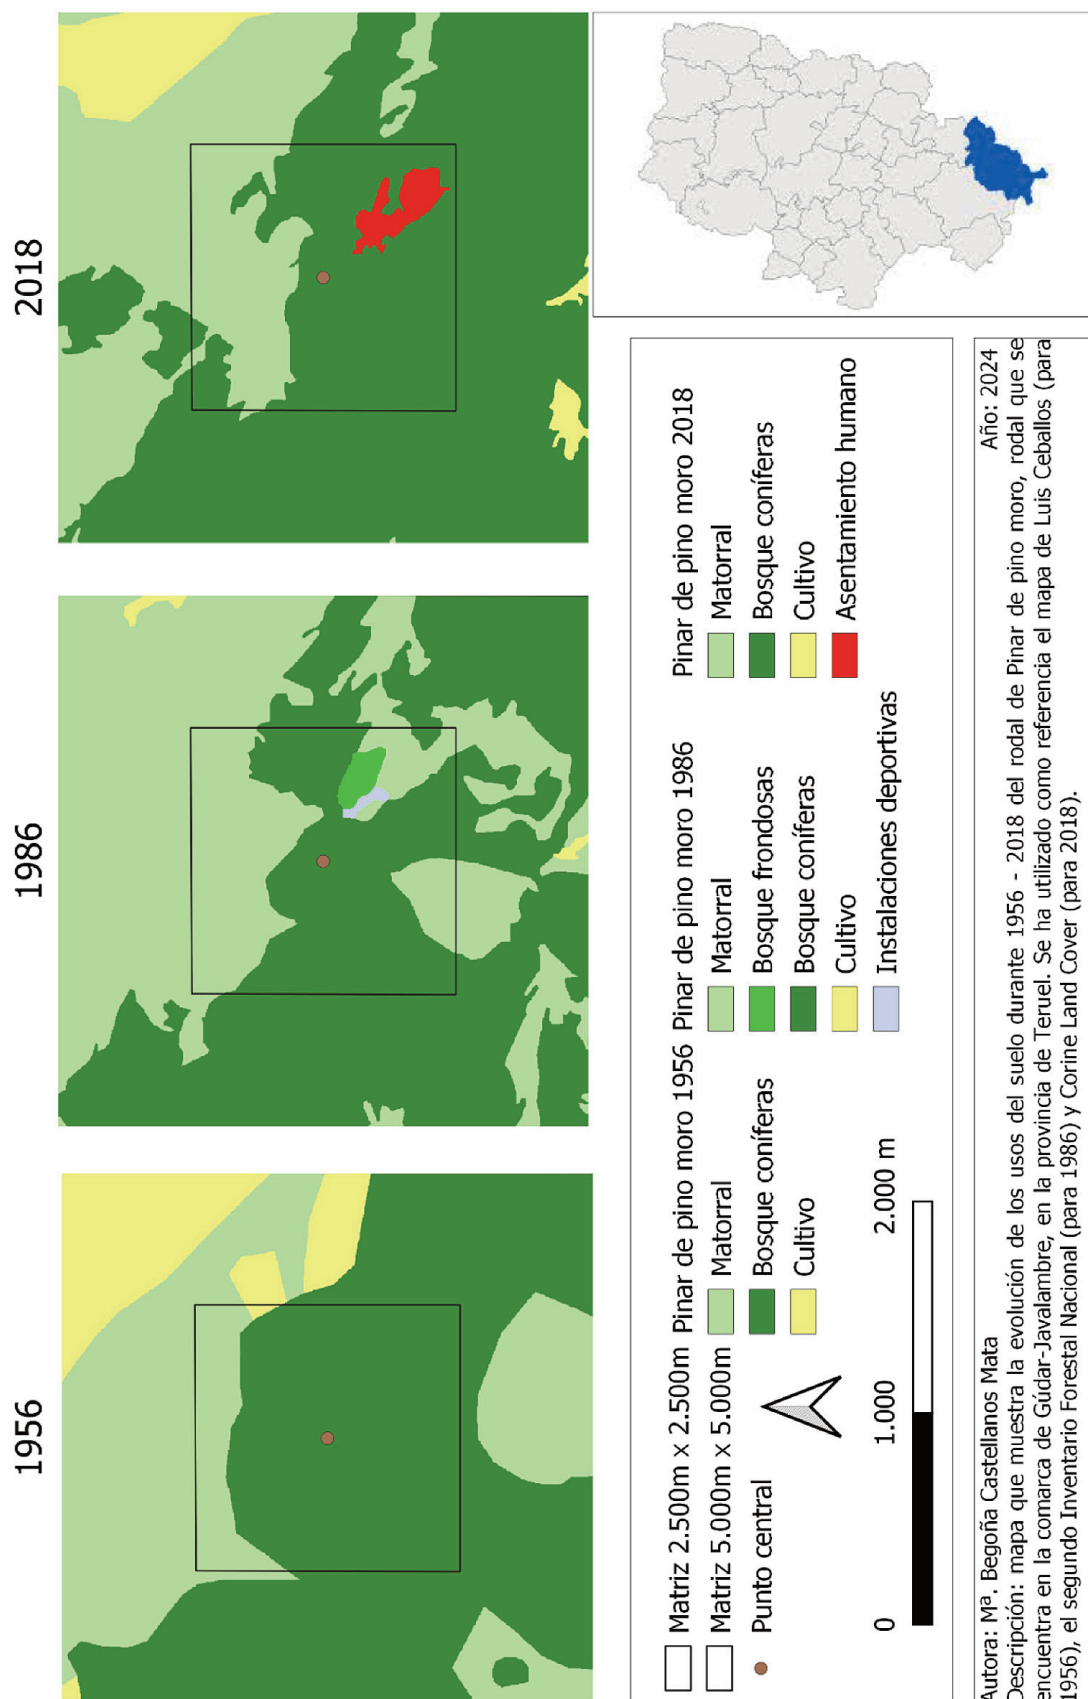 1956
1986
2018
Matriz 2.500m x 2.500m
Matriz 5.000m x 5.000m
Punto central
Pinar de pino moro 1956
Matorral
Bosque coníferas
Cultivo
Pinar de pino moro 1986
Matorral
Bosque frondosas
Bosque coníferas
Cultivo
Instalaciones deportivas
Pinar de pino moro 2018
Matorral
Bosque coníferas
Cultivo
Asentamiento humano
0 1.000 2.000 m
Autora: Mª. Begoña Castellanos Mata Año: 2024
Descripción: mapa que muestra la evolución de los usos del suelo durante 1956 - 2018 del rodal de Pinar de pino moro, rodal que se
encuentra en la comarca de Gúdar-Javalambre, en la provincia de Teruel. Se ha utilizado como referencia el mapa de Luis Ceballos (para
1956), el segundo Inventario Forestal Nacional (para 1986) y Corine Land Cover (para 2018).